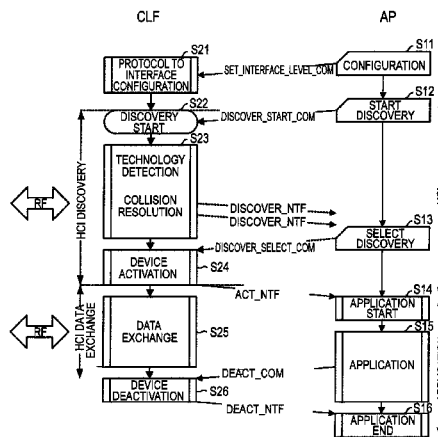 CLF
AP
S21
S11
PROTOCOL TO
INTERFACE
CONFIGURATION
SET_INTERFACE_LEVEL_COM
CONFIGURATION
S22
S12
DISCOVERY
START
DISCOVER_START_COM
START
DISCOVERY
S23
TECHNOLOGY
DETECTION
COLLISION
RESOLUTION
HCI DISCOVERY
RF
DISCOVER_NTF
DISCOVER_NTF
S13
DISCOVER_SELECT_COM
SELECT
DISCOVERY
DEVICE
ACTIVATION
S24
ACT_NTF
S14
APPLICATION
START
S15
HCI DATA
EXCHANGE
RF
DATA
EXCHANGE
S25
APPLICATION
DEACT_COM
DEVICE
DEACTIVATION
S26
DEACT_NTF
S16
APPLICATION
END